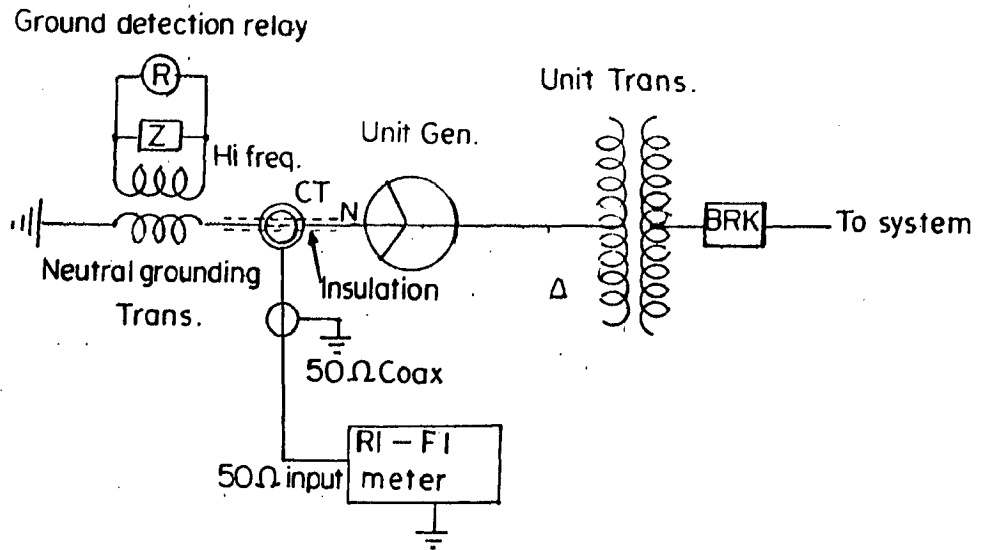 Ground detection relay
R
Z
Hi freq.
CT
N
Unit Gen.
Unit Trans.
BRK
To system
Neutral grounding
Trans.
Insulation
Δ
50Ω Coax
RI – FI
meter
50Ω input